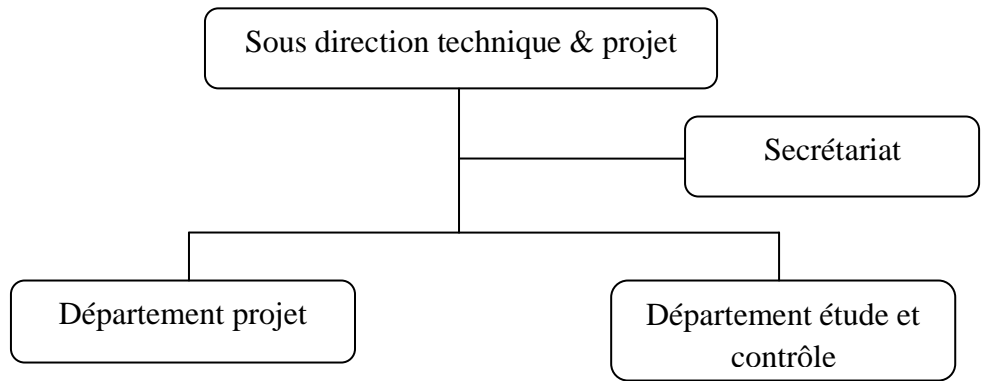 Sous direction technique & projet
Secrétariat
Département projet
Département étude et
contrôle